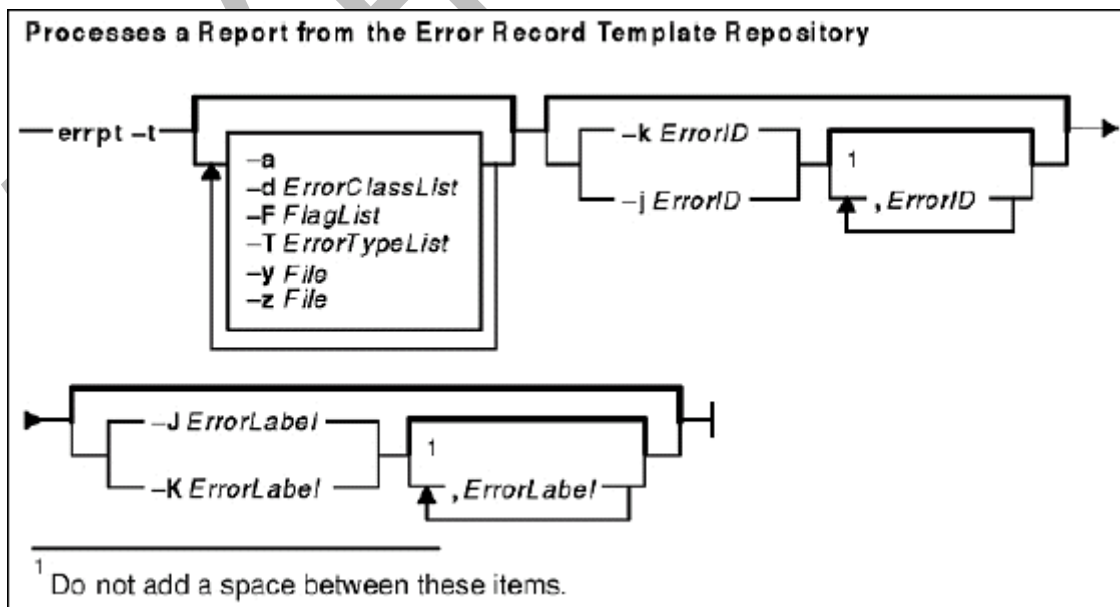 Processes a Report from the Error Record Template Repository
errpt –t
–a
–d ErrorClassList
–F FlagList
–T ErrorTypeList
–y File
–z File
–k ErrorID
–j ErrorID
1
, ErrorID
–J ErrorLabel
–K ErrorLabel
1
, ErrorLabel
1 Do not add a space between these items.